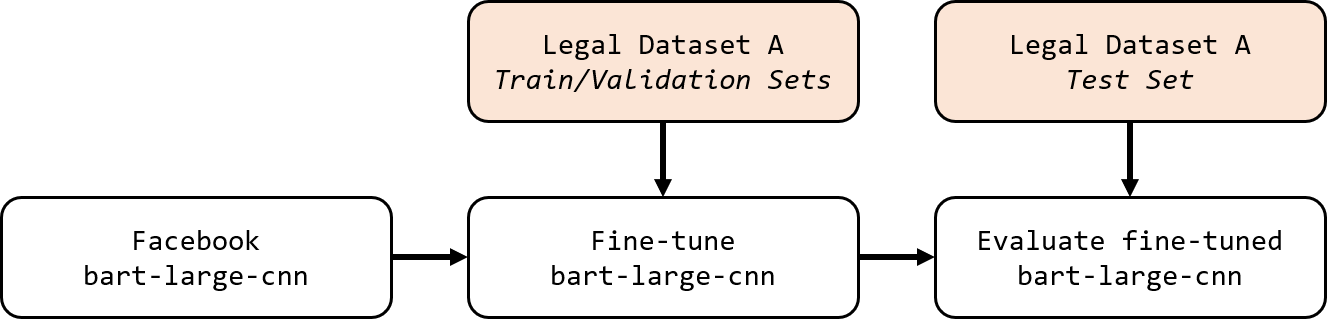 Legal Dataset A
Train/Validation Sets
Legal Dataset A
Test Set
Facebook
bart-large-cnn
Fine-tune
bart-large-cnn
Evaluate fine-tuned
bart-large-cnn